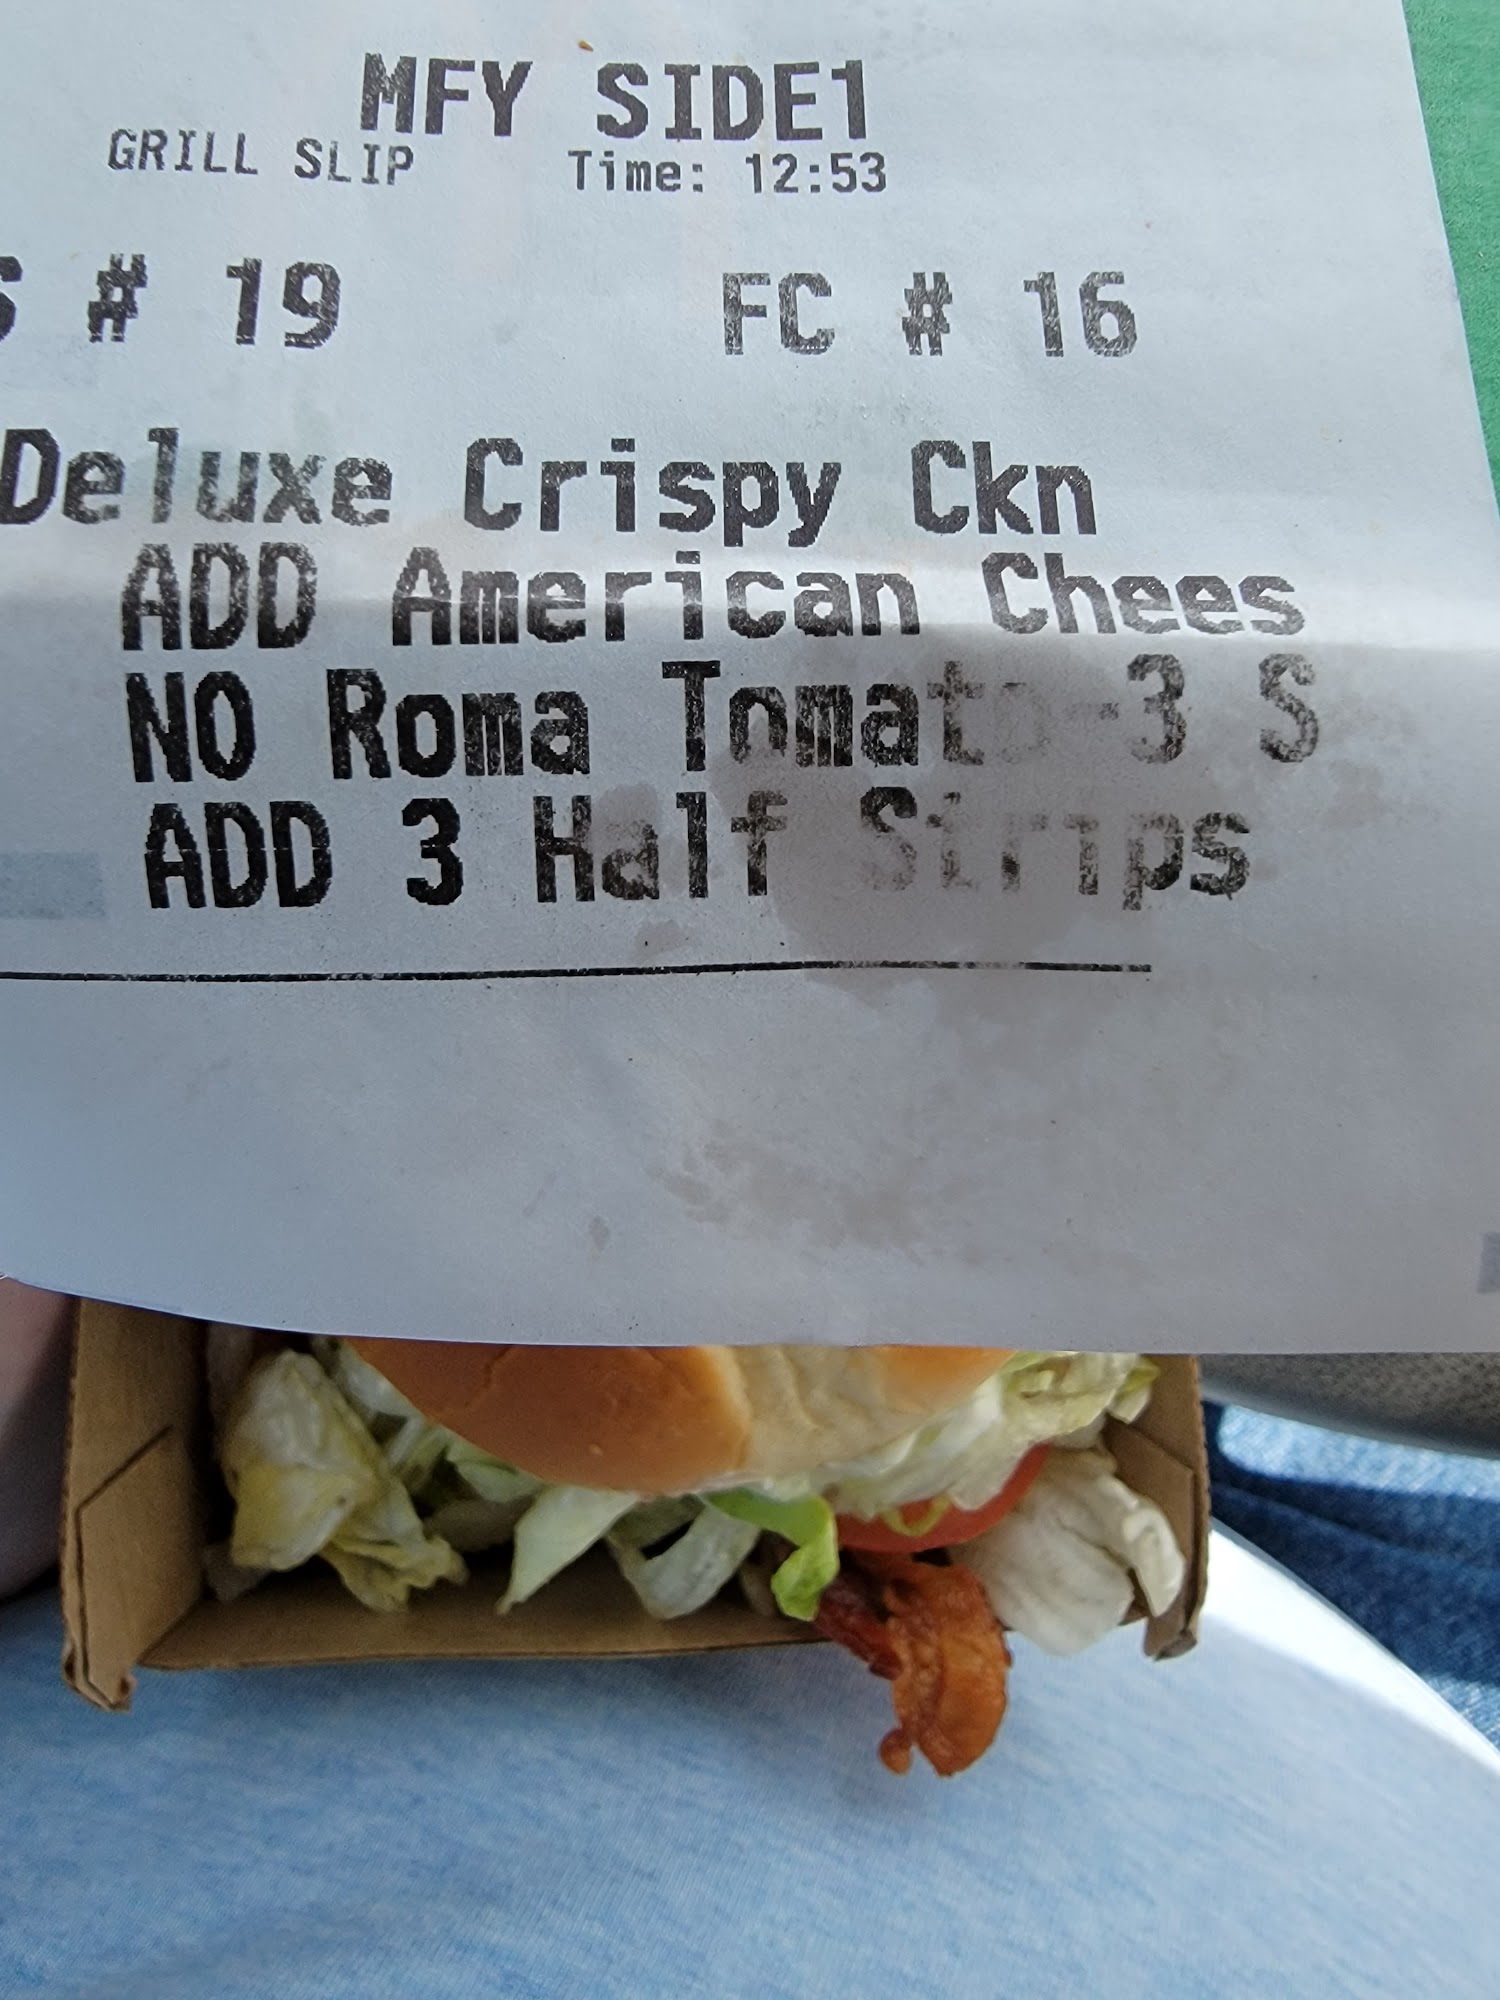 MFY SIDE1
GRILL SLIP Time: 12:53
# 19 FC # 16
Deluxe Crispy Ckn
ADD American Chees
NO Roma Tomato-3 S
ADD 3 Half Strips